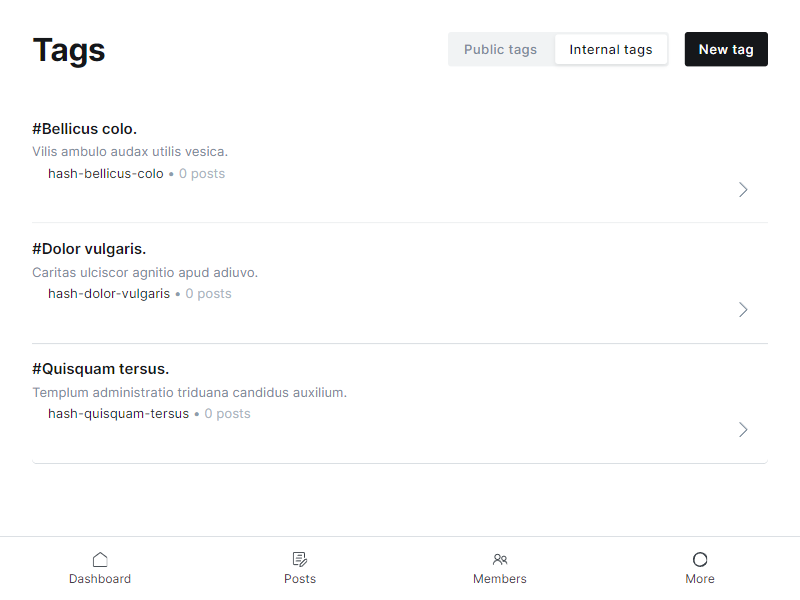 Tags
Public tags
Internal tags
New tag
#Bellicus colo.
Vilis ambulo audax utilis vesica.
hash-bellicus-colo • 0 posts
#Dolor vulgaris.
Caritas ulciscor agnitio apud adiuvo.
hash-dolor-vulgaris • 0 posts
#Quisquam tersus.
Templum administratio triduana candidus auxilium.
hash-quisquam-tersus • 0 posts
Dashboard
Posts
Members
More